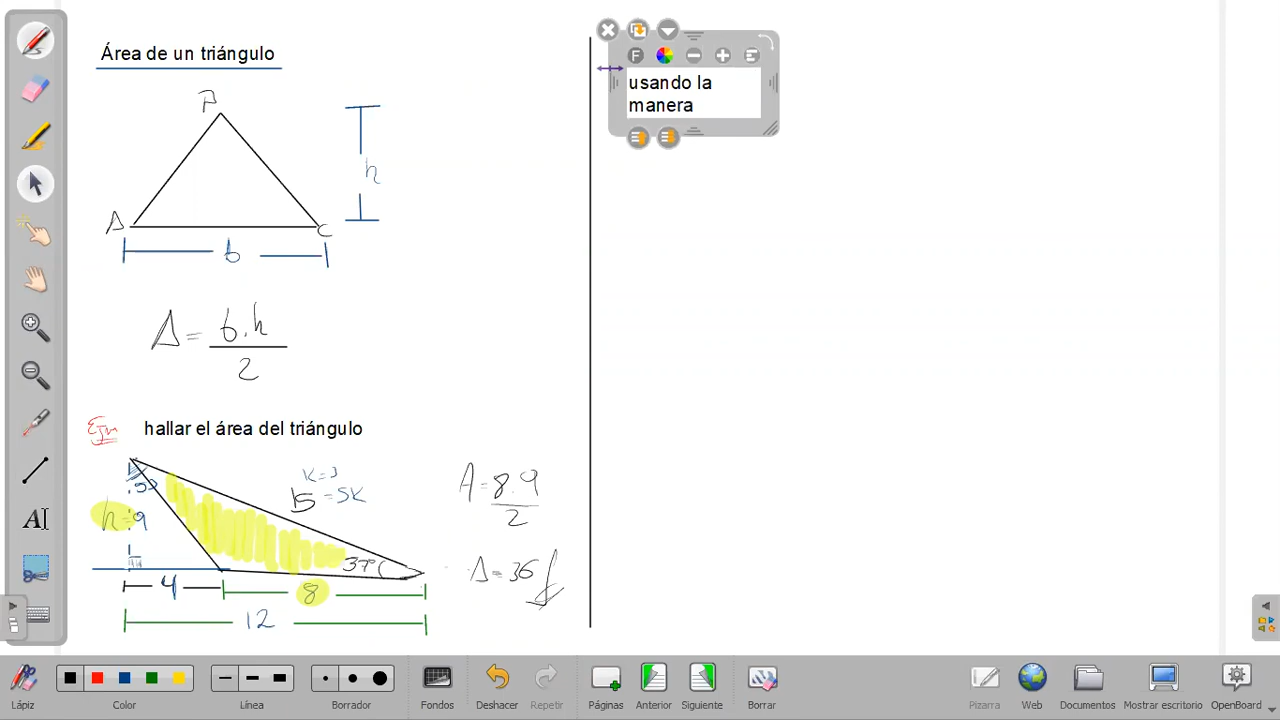 Área de un triángulo
B
h
A
C
b
A = b.h
2
Ejm
hallar el área del triángulo
53
h=9
K=3
15 =5K
37°
4
8
12
A = 8.9
2
A = 36
usando la
manera
F
Lápiz
Color
Línea
Borrador
Fondos
Deshacer
Repetir
Páginas
Anterior
Siguiente
Borrar
Pizarra
Web
Documentos
Mostrar escritorio
OpenBoard